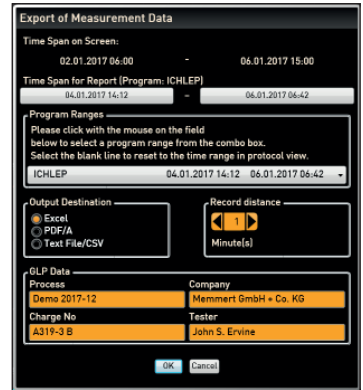 Export of Measurement Data
Time Span on Screen:
02.01.2017 06:00 - 06.01.2017 15:00
Time Span for Report (Program: ICHLEP)
04.01.2017 14:12 - 06.01.2017 06:42
Program Ranges
Please click with the mouse on the field
below to select a program range from the combo box.
Select the blank line to reset to the time range in protocol view.
ICHLEP 04.01.2017 14:12 06.01.2017 06:42
Output Destination
Excel
PDF/A
Text File/CSV
Record distance
1
Minute(s)
GLP Data
Process
Company
Demo 2017-12
Memmert GmbH + Co. KG
Charge No
Tester
A319-3 B
John S. Ervine
OK
Cancel